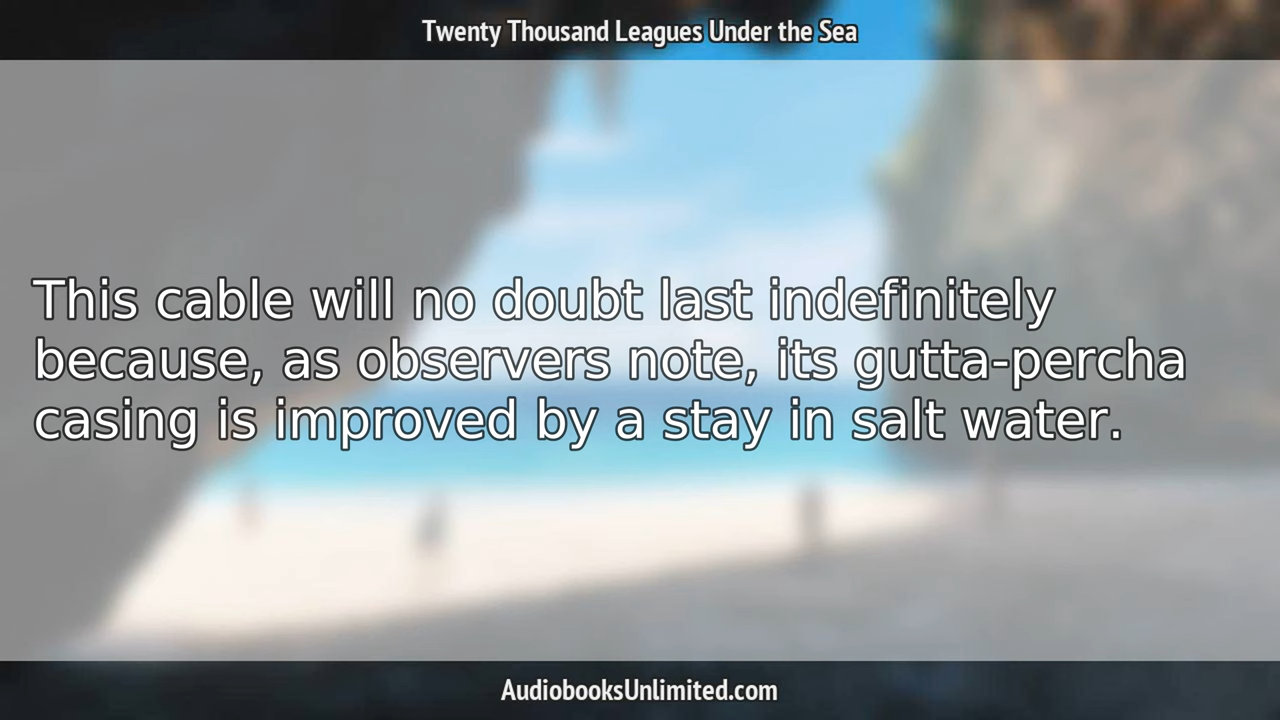 Twenty Thousand Leagues Under the Sea
This cable will no doubt last indefinitely
because, as observers note, its gutta-percha
casing is improved by a stay in salt water.
AudiobooksUnlimited.com